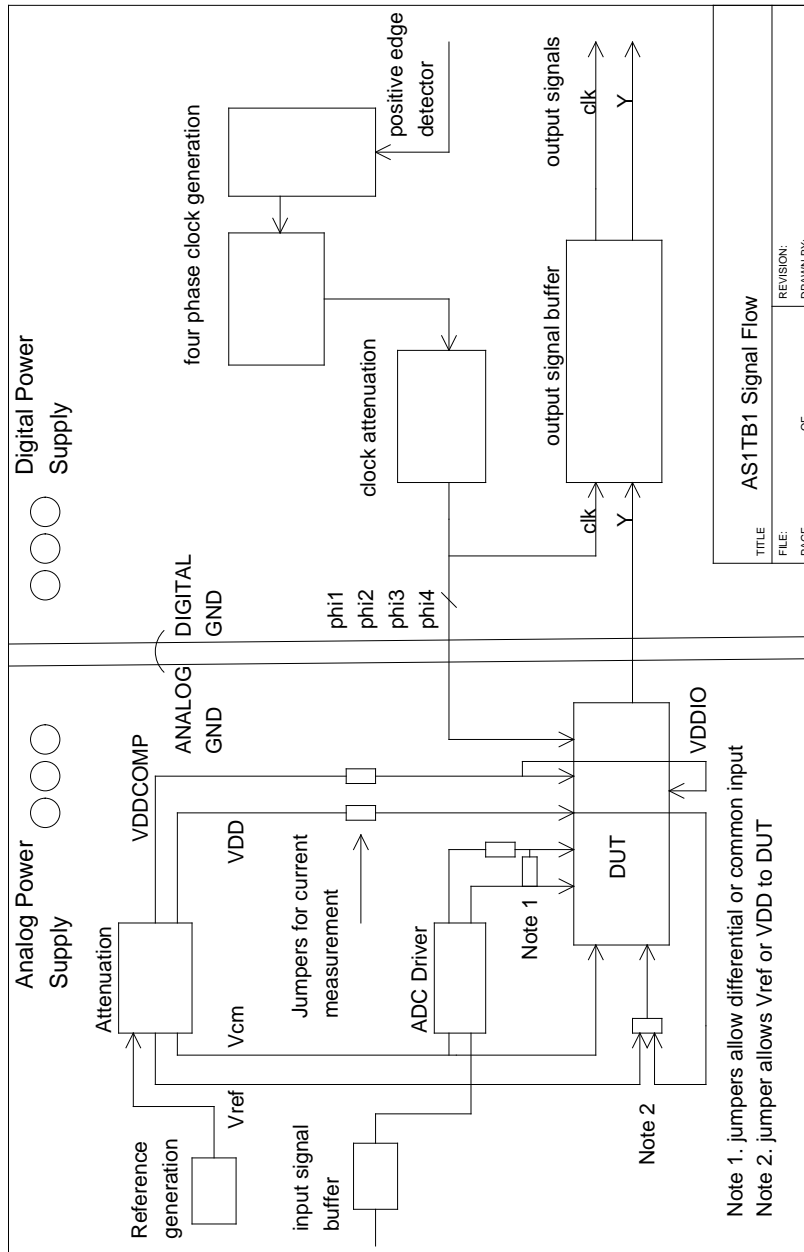 Analog Power
Supply
Digital Power
Supply
Reference
generation
Vref
Attenuation
VDDCOMP
VDD
Vcm
ANALOG
GND
DIGITAL
GND
four phase clock generation
positive edge
detector
clock attenuation
phi1
phi2
phi3
phi4
input signal
buffer
Jumpers for current
measurement
ADC Driver
Note 1
Note 2
DUT
VDDIO
clk
Y
output signal buffer
output signals
clk
Y
Note 1. jumpers allow differential or common input
Note 2. jumper allows Vref or VDD to DUT
TITLE
AS1TB1 Signal Flow
FILE:
REVISION: